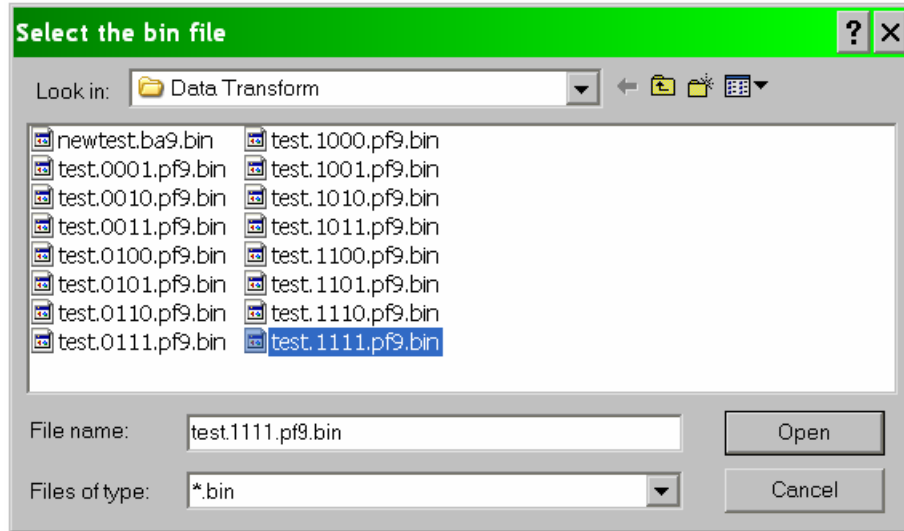 Select the bin file
?
Look in: Data Transform
newtest.ba9.bin test.1000.pf9.bin
test.0001.pf9.bin test.1001.pf9.bin
test.0010.pf9.bin test.1010.pf9.bin
test.0011.pf9.bin test.1011.pf9.bin
test.0100.pf9.bin test.1100.pf9.bin
test.0101.pf9.bin test.1101.pf9.bin
test.0110.pf9.bin test.1110.pf9.bin
test.0111.pf9.bin test.1111.pf9.bin
File name: test.1111.pf9.bin Open
Files of type: *.bin Cancel